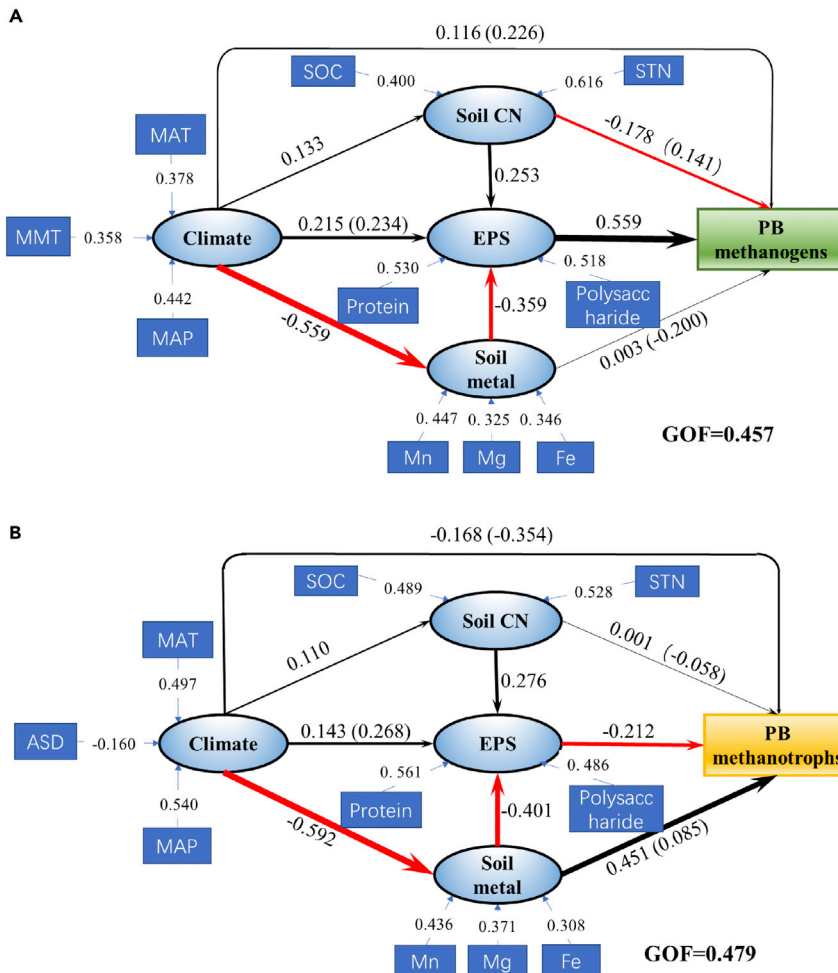 A
0.116 (0.226)
SOC
0.400
0.616
STN
Soil CN
MAT
0.133
-0.178 (0.141)
0.378
0.253
MMT
0.358
Climate
0.215 (0.234)
EPS
0.559
PB
methanogens
0.442
0.530
0.518
Protein
Polysacc
haride
MAP
-0.559
-0.359
0.003 (-0.200)
Soil
metal
0.447
0.325
0.346
Mn
Mg
Fe
GOF=0.457
B
-0.168 (-0.354)
SOC
0.489
0.528
STN
Soil CN
MAT
0.110
0.001 (-0.058)
0.497
0.276
ASD
-0.160
Climate
0.143 (0.268)
EPS
-0.212
PB
methanotrophs
0.540
0.561
0.486
Protein
Polysacc
haride
MAP
-0.592
-0.401
0.451 (0.085)
Soil
metal
0.436
0.371
0.308
Mn
Mg
Fe
GOF=0.479